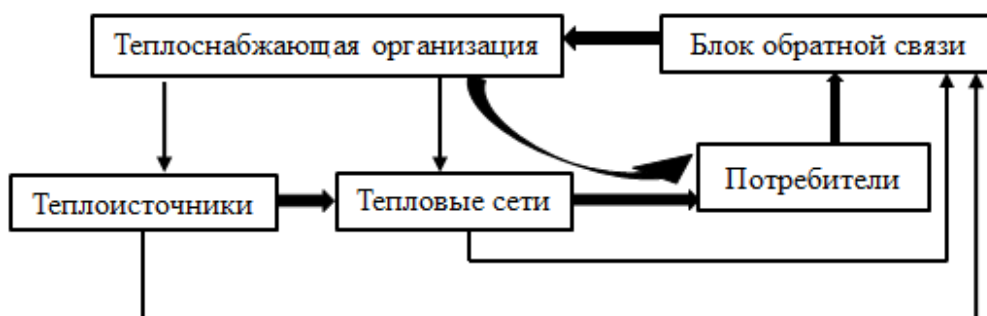 Теплоснабжающая организация
Блок обратной связи
Потребители
Теплоисточники
Тепловые сети